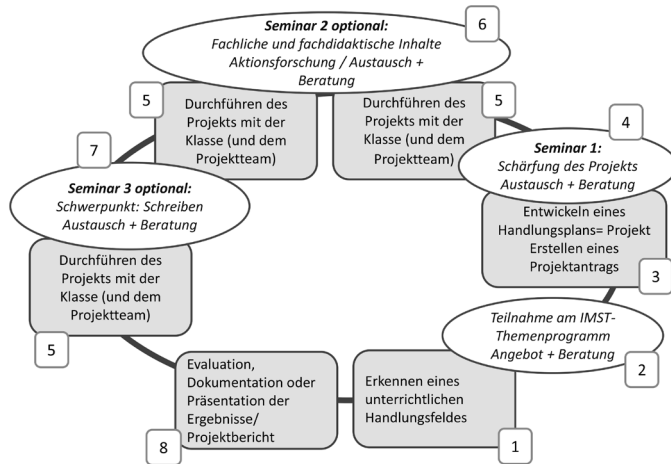 Seminar 2 optional:
Fachliche und fachdidaktische Inhalte
Aktionsforschung / Austausch +
Beratung
6
5
Durchführen des
Projekts mit der
Klasse (und dem
Projektteam)
Durchführen des
Projekts mit der
Klasse (und dem
Projektteam)
5
4
Seminar 1:
Schärfung des Projekts
Austausch + Beratung
7
Seminar 3 optional:
Schwerpunkt: Schreiben
Austausch + Beratung
Entwickeln eines
Handlungsplans= Projekt
Erstellen eines
Projektantrags
3
Durchführen des
Projekts mit der
Klasse (und dem
Projektteam)
5
Teilnahme am IMST-
Themenprogramm
Angebot + Beratung
2
Evaluation,
Dokumentation oder
Präsentation der
Ergebnisse/
Projektbericht
8
Erkennen eines
unterrichtlichen
Handlungsfeldes
1